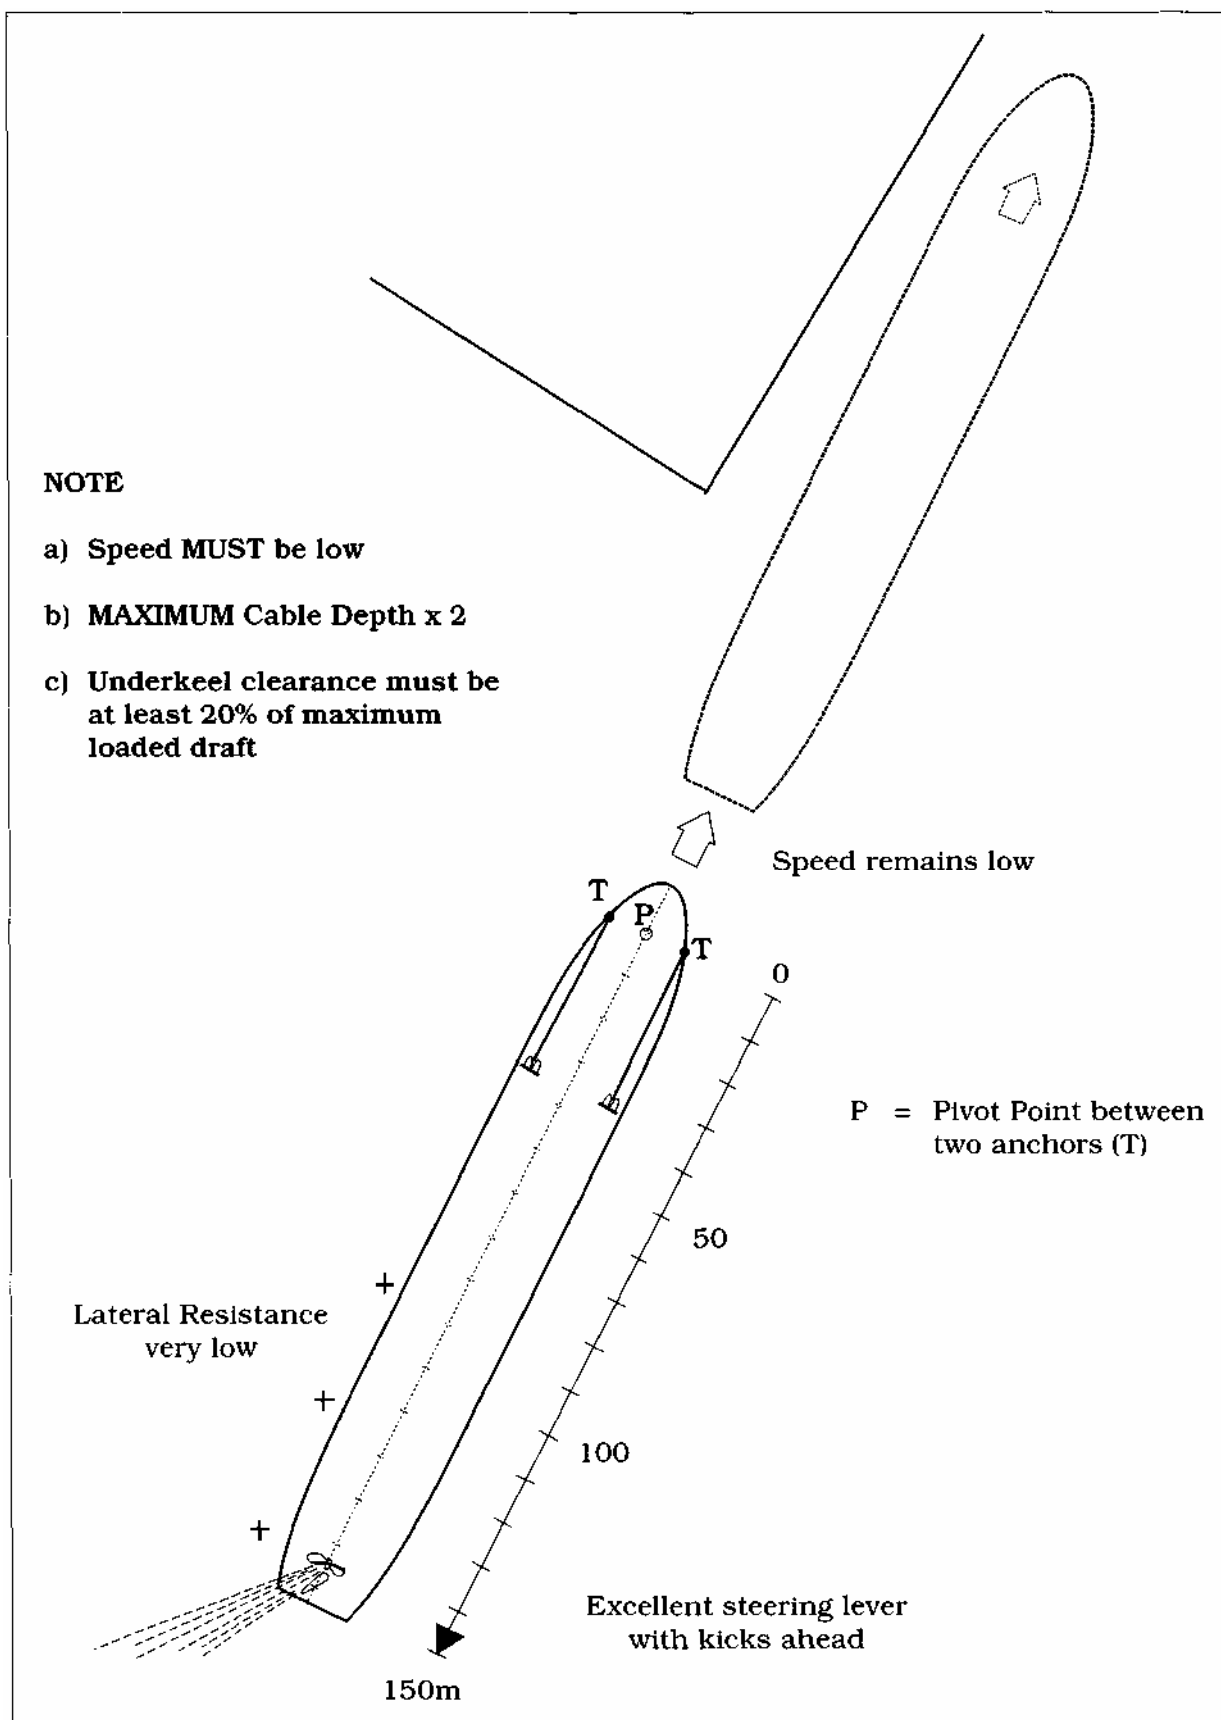 NOTE
a) Speed MUST be low
b) MAXIMUM Cable Depth x 2
c) Underkeel clearance must be
at least 20% of maximum
loaded draft
Speed remains low
T
P
T
0
P = Pivot Point between
two anchors (T)
50
Lateral Resistance
very low
100
Excellent steering lever
with kicks ahead
150m